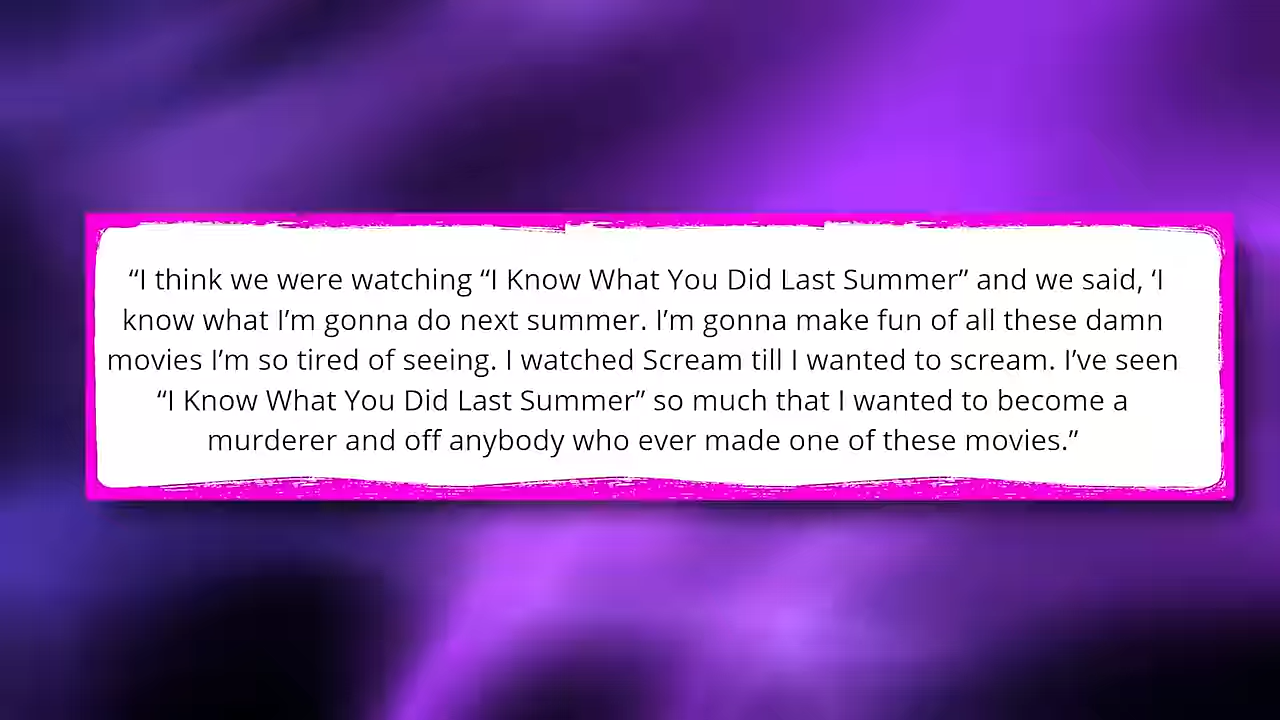 “I think we were watching “I Know What You Did Last Summer” and we said, ‘I
know what I’m gonna do next summer. I’m gonna make fun of all these damn
movies I’m so tired of seeing. I watched Scream till I wanted to scream. I’ve seen
“I Know What You Did Last Summer” so much that I wanted to become a
murderer and off anybody who ever made one of these movies.”